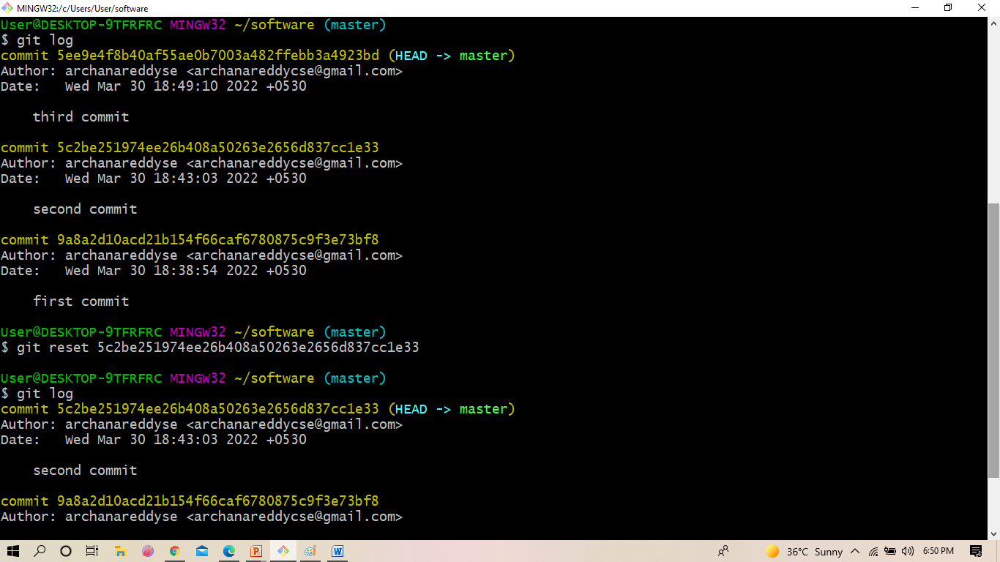 MINGW32:/c/Users/User/software
User@DESKTOP-9TFRFRC MINGW32 ~/software (master)
$ git log
commit 5ee9e4f8b40af55ae0b7003a482ffebb3a4923bd (HEAD -> master)
Author: archanareddyse <archanareddycse@gmail.com>
Date:   Wed Mar 30 18:49:10 2022 +0530
    third commit
commit 5c2be251974ee26b408a50263e2656d837cc1e33
Author: archanareddyse <archanareddycse@gmail.com>
Date:   Wed Mar 30 18:43:03 2022 +0530
    second commit
commit 9a8a2d10acd21b154f66caf6780875c9f3e73bf8
Author: archanareddyse <archanareddycse@gmail.com>
Date:   Wed Mar 30 18:38:54 2022 +0530
    first commit
User@DESKTOP-9TFRFRC MINGW32 ~/software (master)
$ git reset 5c2be251974ee26b408a50263e2656d837cc1e33
User@DESKTOP-9TFRFRC MINGW32 ~/software (master)
$ git log
commit 5c2be251974ee26b408a50263e2656d837cc1e33 (HEAD -> master)
Author: archanareddyse <archanareddycse@gmail.com>
Date:   Wed Mar 30 18:43:03 2022 +0530
    second commit
commit 9a8a2d10acd21b154f66caf6780875c9f3e73bf8
Author: archanareddyse <archanareddycse@gmail.com>
36°C Sunny 6:50 PM